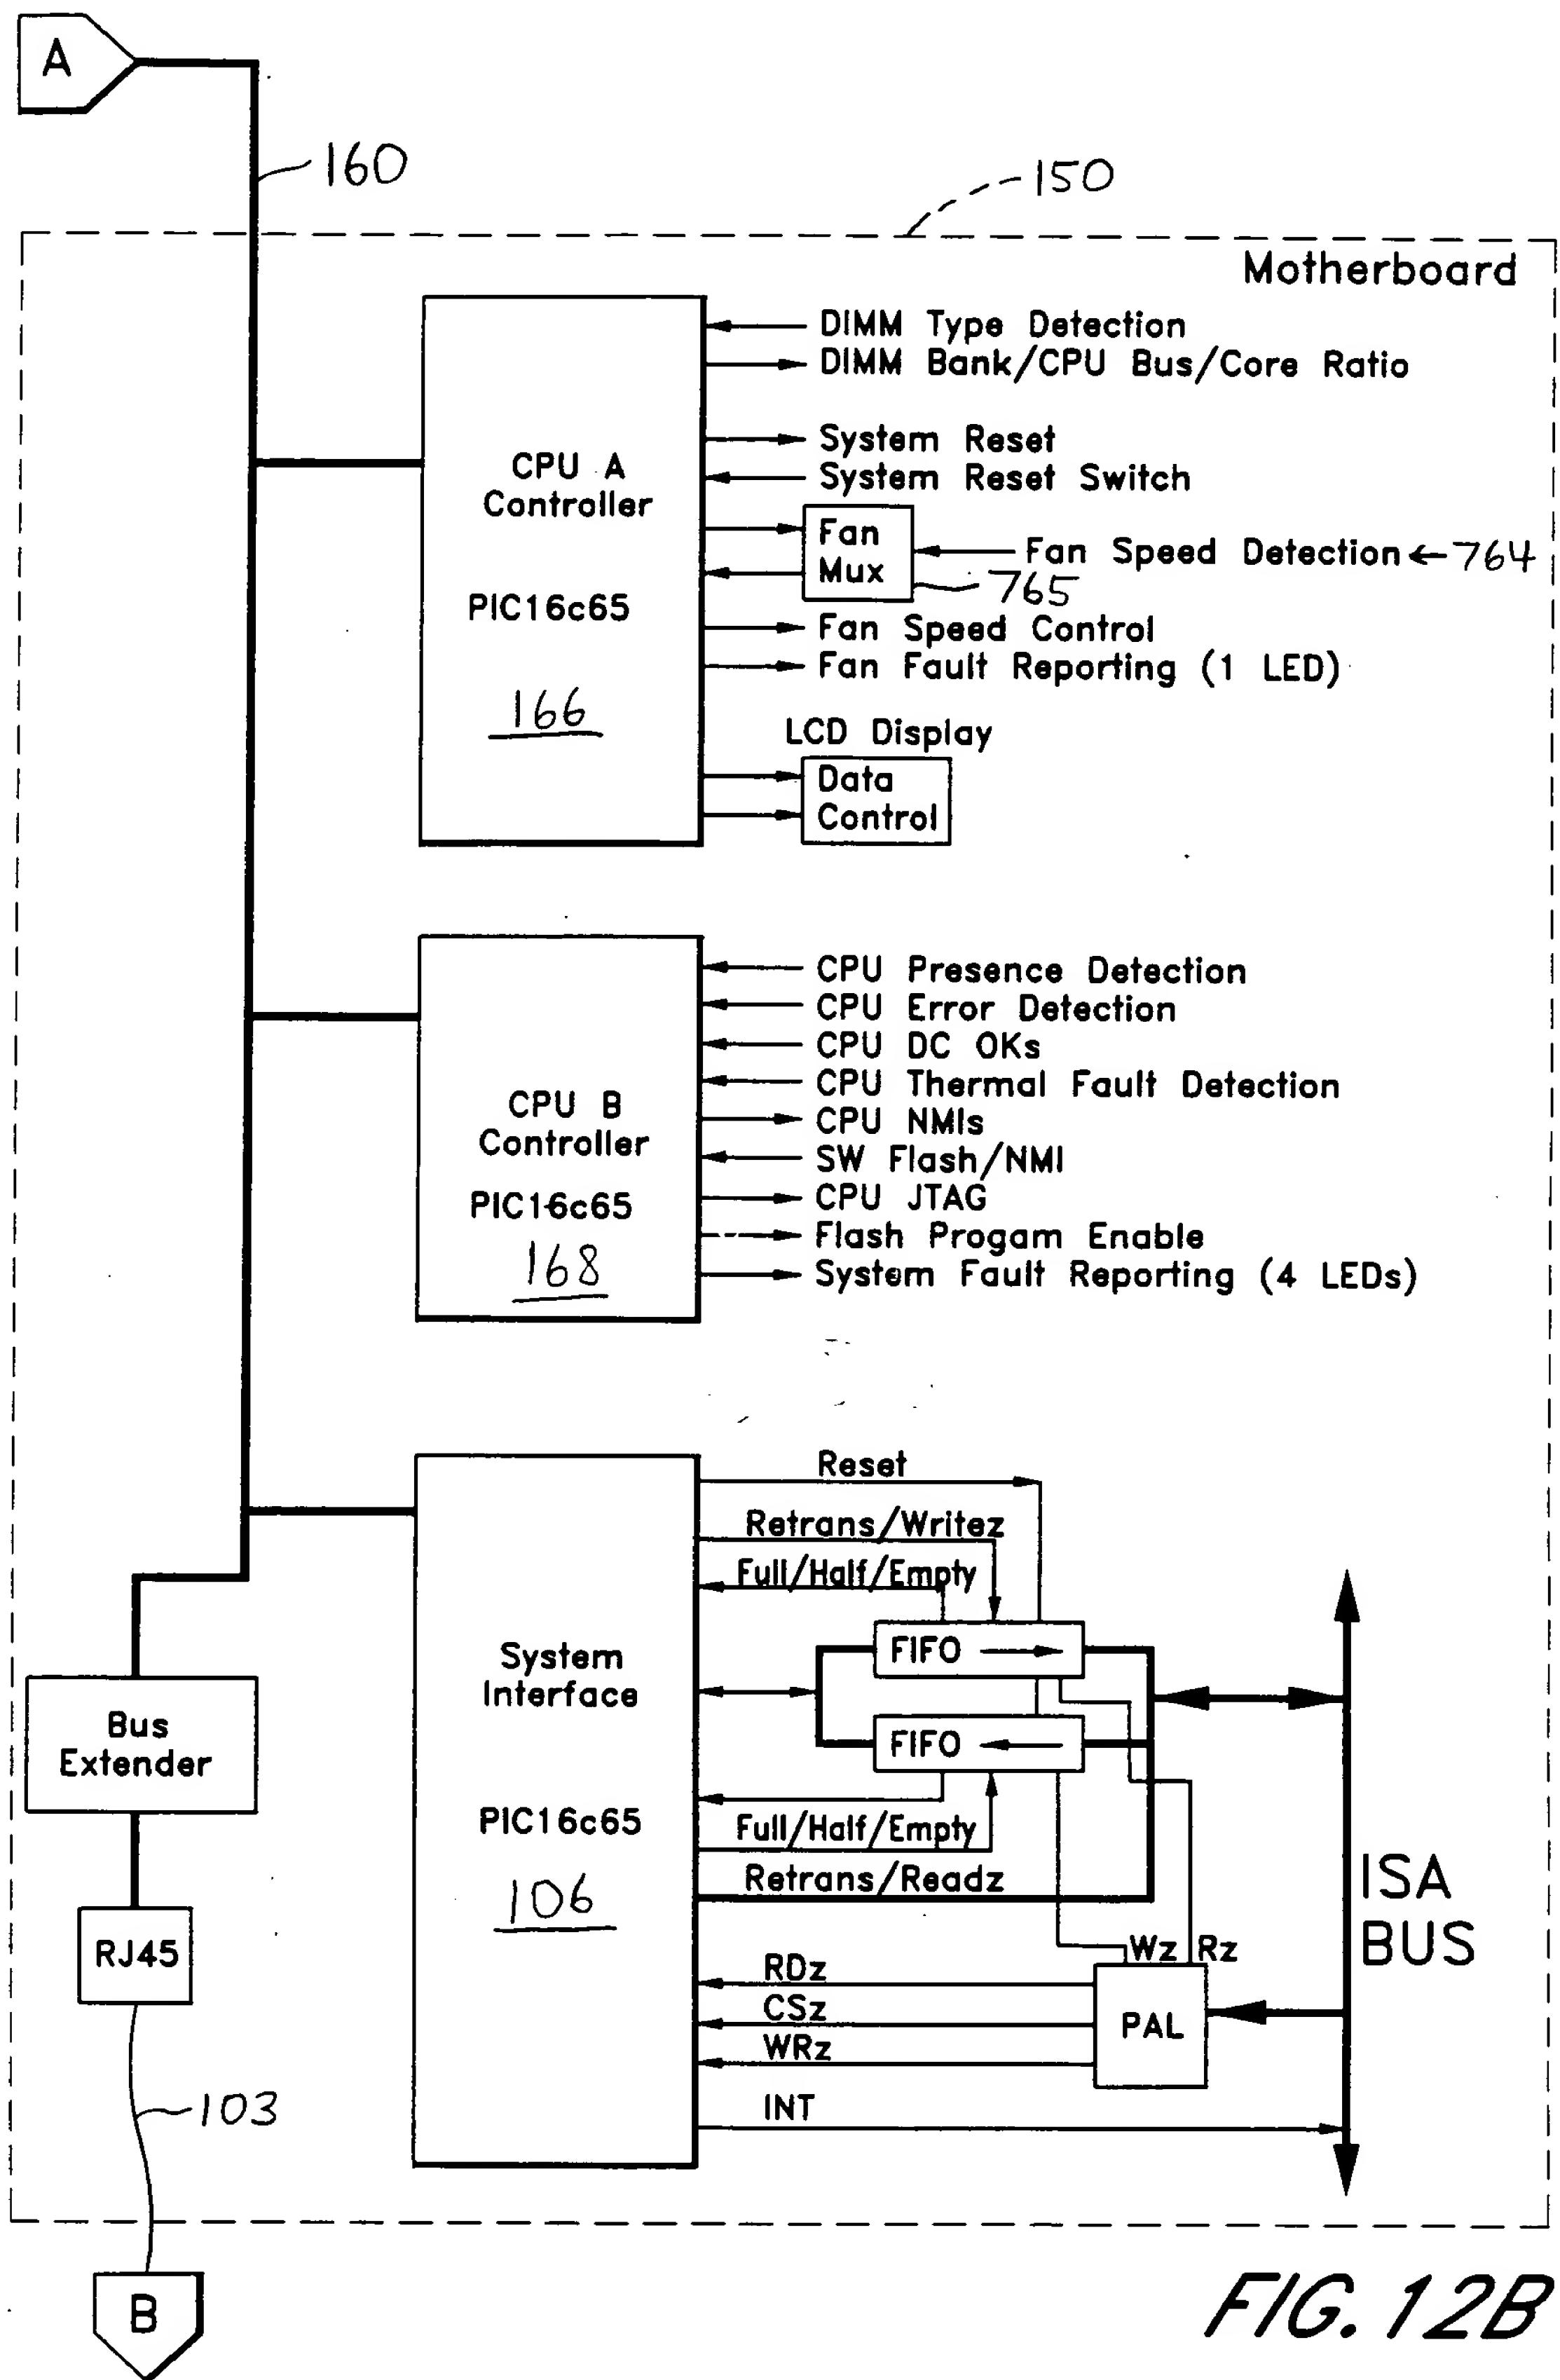 A
160
150
Motherboard
DIMM Type Detection
DIMM Bank/CPU Bus/Core Ratio
CPU A
Controller
PIC16c65
166
System Reset
System Reset Switch
Fan
Mux
Fan Speed Detection
764
765
Fan Speed Control
Fan Fault Reporting (1 LED)
LCD Display
Data
Control
CPU B
Controller
PIC16c65
168
CPU Presence Detection
CPU Error Detection
CPU DC OKs
CPU Thermal Fault Detection
CPU NMIs
SW Flash/NMI
CPU JTAG
Flash Progam Enable
System Fault Reporting (4 LEDs)
System
Interface
PIC16c65
106
Reset
Retrans/Writez
Full/Half/Empty
FIFO
FIFO
Full/Half/Empty
Retrans/Readz
Wz Rz
RDz
CSz
WRz
PAL
INT
ISA
BUS
Bus
Extender
RJ45
103
B
FIG. 12B